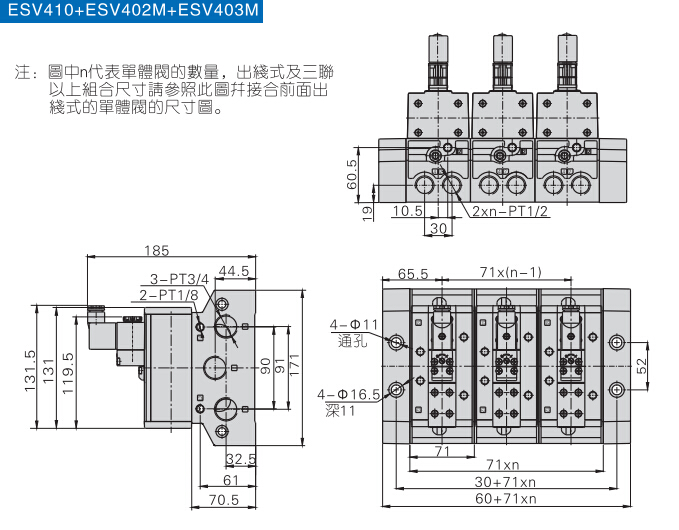 ESV410+ESV402M+ESV403M
注：圖中n代表單體閥的數量，出綫式及三聯
以上組合尺寸請參照此圖幷接合前面出
綫式的單體閥的尺寸圖。
60.5
19
10.5
2xn-PT1/2
30
185
44.5
3-PT3/4
2-PT1/8
131.5
131
119.5
90
91
171
32.5
61
70.5
65.5
71x(n-1)
4-Φ11
通孔
52
4-Φ16.5
深11
71
71xn
30+71xn
60+71xn